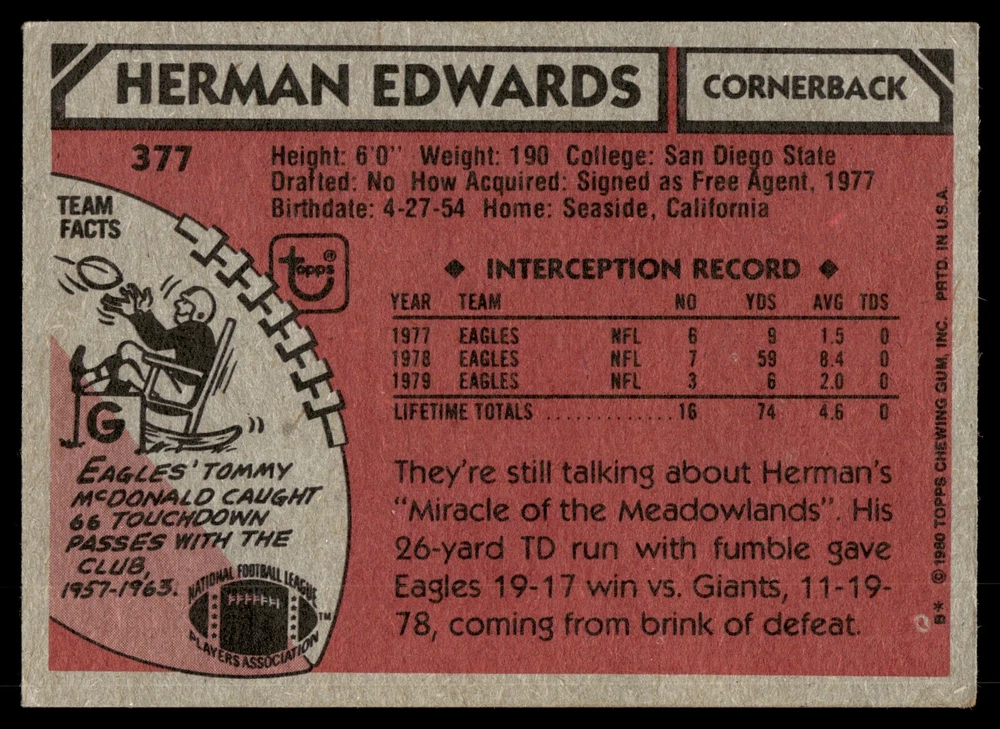 HERMAN EDWARDS
CORNERBACK
377
Height: 6'0" Weight: 190 College: San Diego State
Drafted: No How Acquired: Signed as Free Agent, 1977
Birthdate: 4-27-54 Home: Seaside, California
TEAM
FACTS
topps®
◆ INTERCEPTION RECORD ◆
YEAR TEAM NO YDS AVG TDS
1977 EAGLES NFL 6 9 1.5 0
1978 EAGLES NFL 7 59 8.4 0
1979 EAGLES NFL 3 6 2.0 0
LIFETIME TOTALS ............. 16 74 4.6 0
G
EAGLES' TOMMY
McDONALD CAUGHT
66 TOUCHDOWN
PASSES WITH THE
CLUB,
1957-1963.
NATIONAL FOOTBALL LEAGUE
PLAYERS ASSOCIATION
TM
They're still talking about Herman's
"Miracle of the Meadowlands". His
26-yard TD run with fumble gave
Eagles 19-17 win vs. Giants, 11-19-
78, coming from brink of defeat.
B* © 1980 TOPPS CHEWING GUM, INC. PRTD. IN U.S.A.